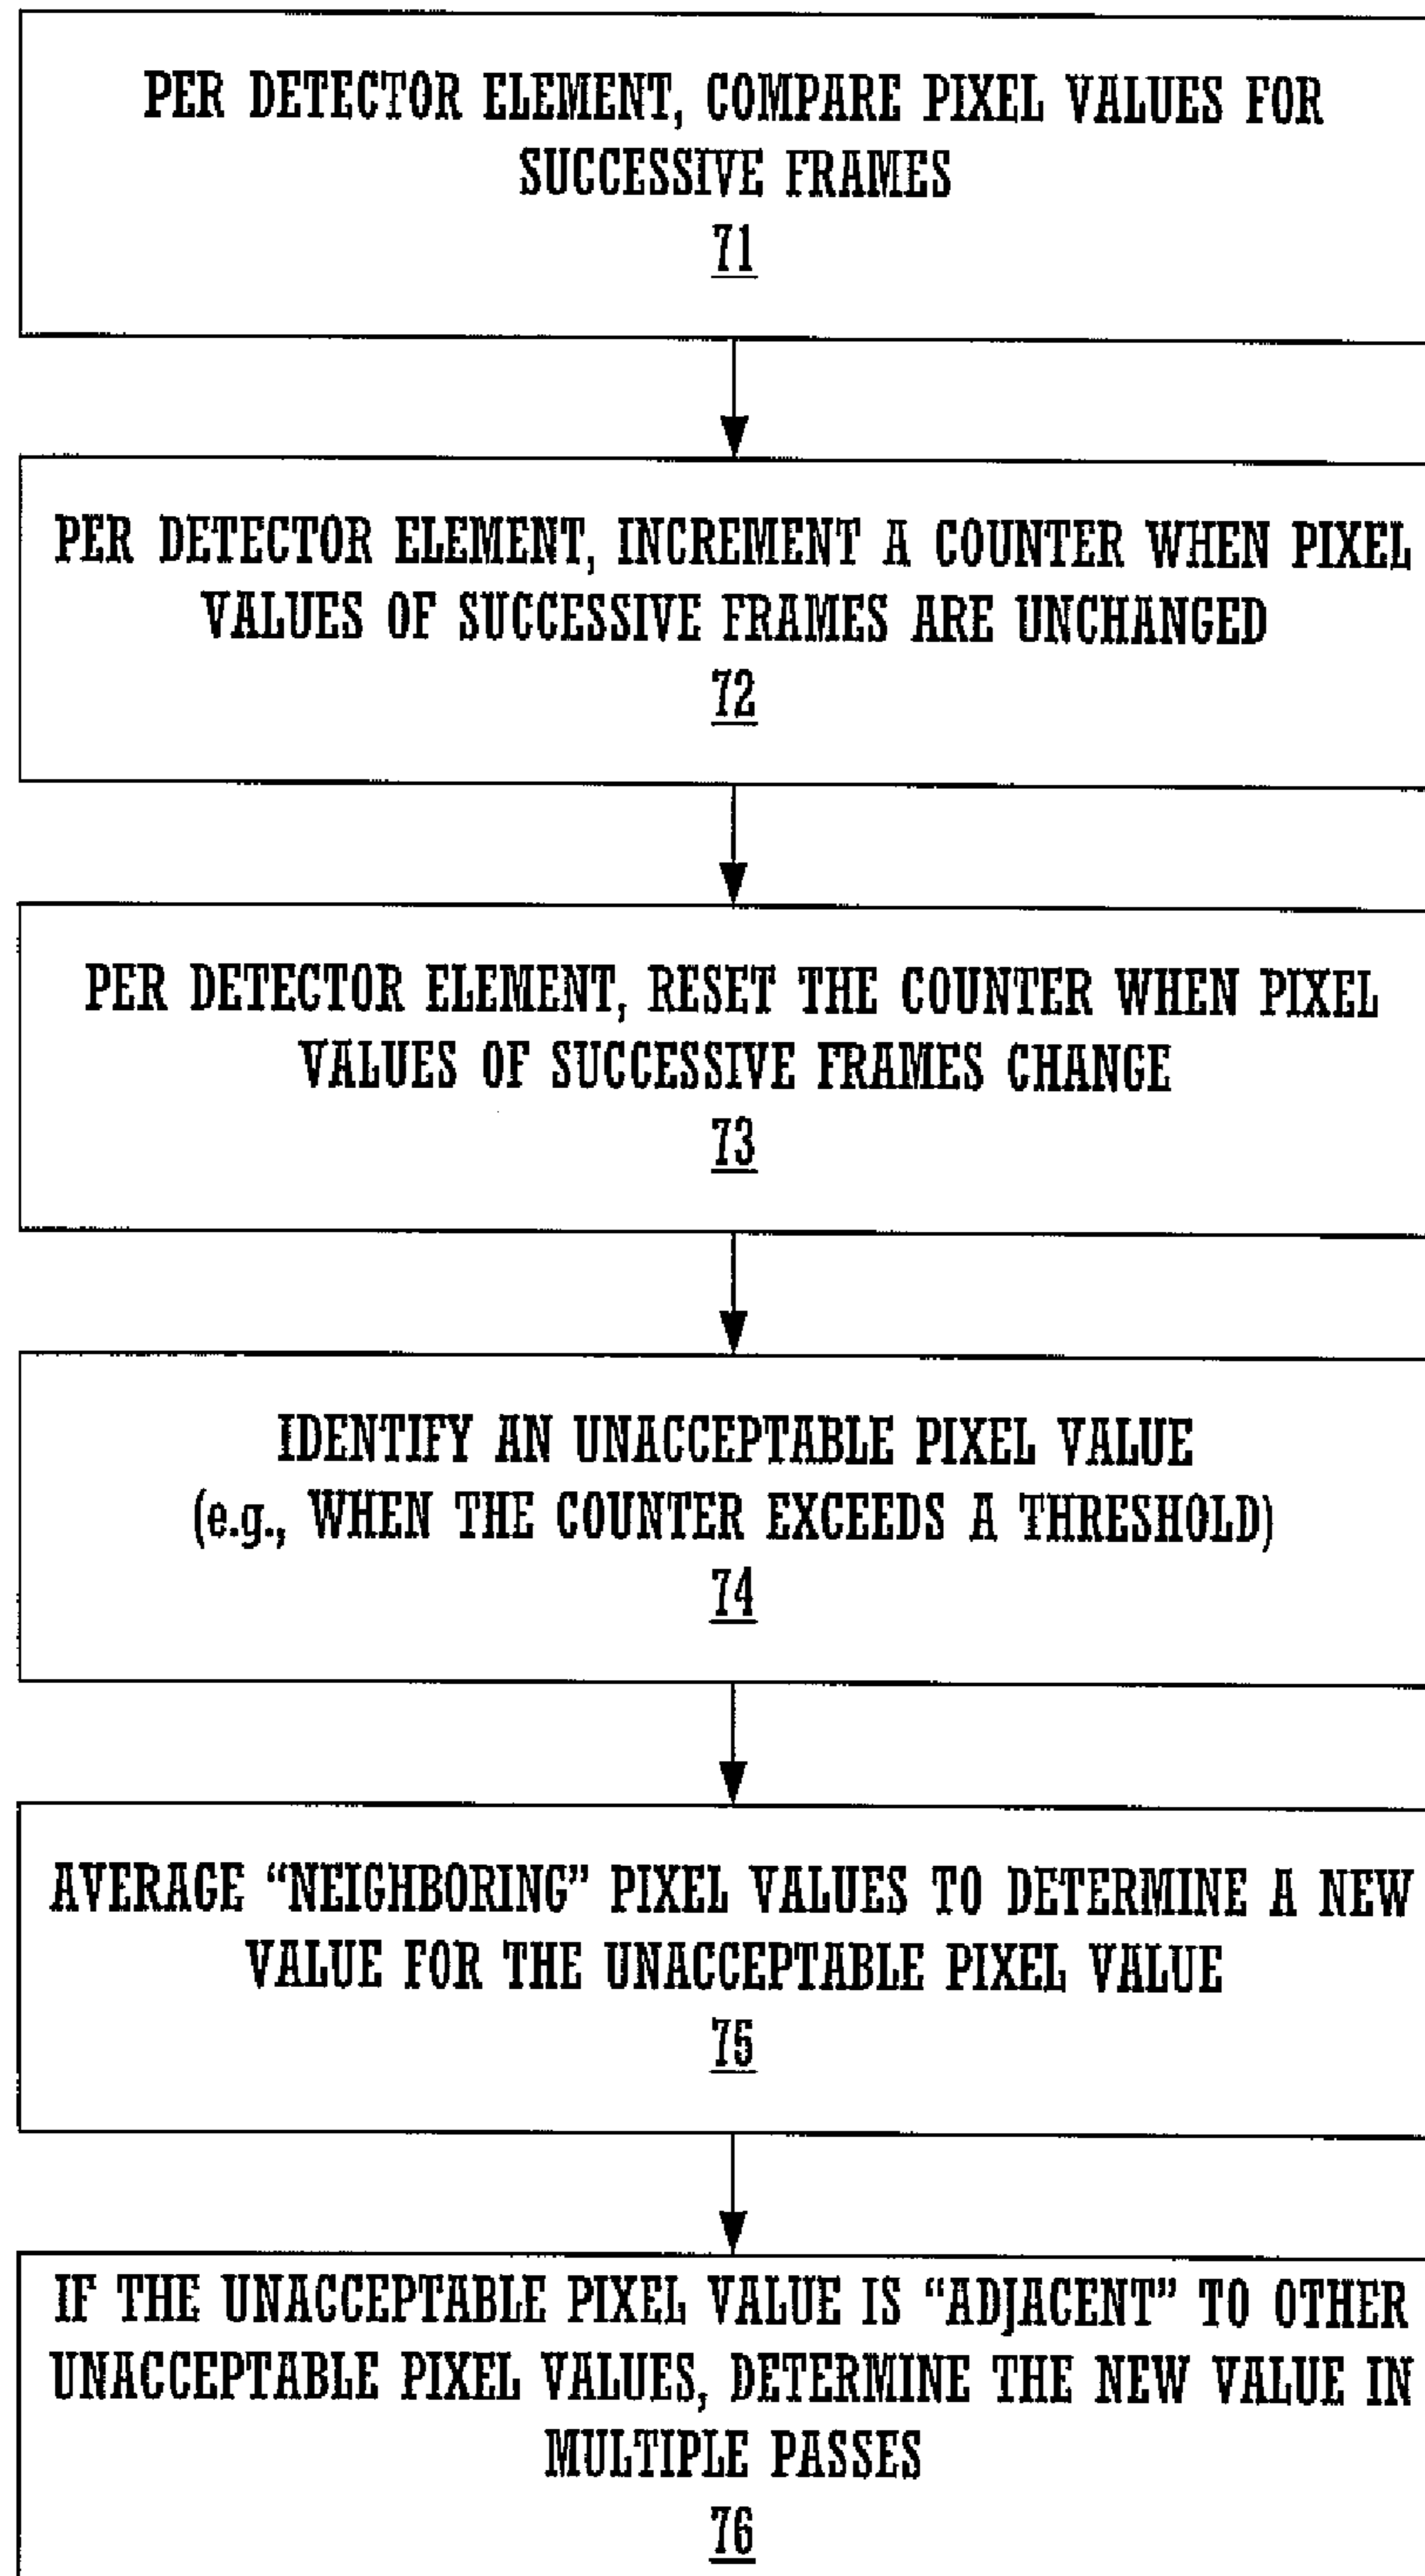 PER DETECTOR ELEMENT, COMPARE PIXEL VALUES FOR
SUCCESSIVE FRAMES
71
PER DETECTOR ELEMENT, INCREMENT A COUNTER WHEN PIXEL
VALUES OF SUCCESSIVE FRAMES ARE UNCHANGED
72
PER DETECTOR ELEMENT, RESET THE COUNTER WHEN PIXEL
VALUES OF SUCCESSIVE FRAMES CHANGE
73
IDENTIFY AN UNACCEPTABLE PIXEL VALUE
(e.g., WHEN THE COUNTER EXCEEDS A THRESHOLD)
74
AVERAGE “NEIGHBORING” PIXEL VALUES TO DETERMINE A NEW
VALUE FOR THE UNACCEPTABLE PIXEL VALUE
75
IF THE UNACCEPTABLE PIXEL VALUE IS “ADJACENT” TO OTHER
UNACCEPTABLE PIXEL VALUES, DETERMINE THE NEW VALUE IN
MULTIPLE PASSES
76